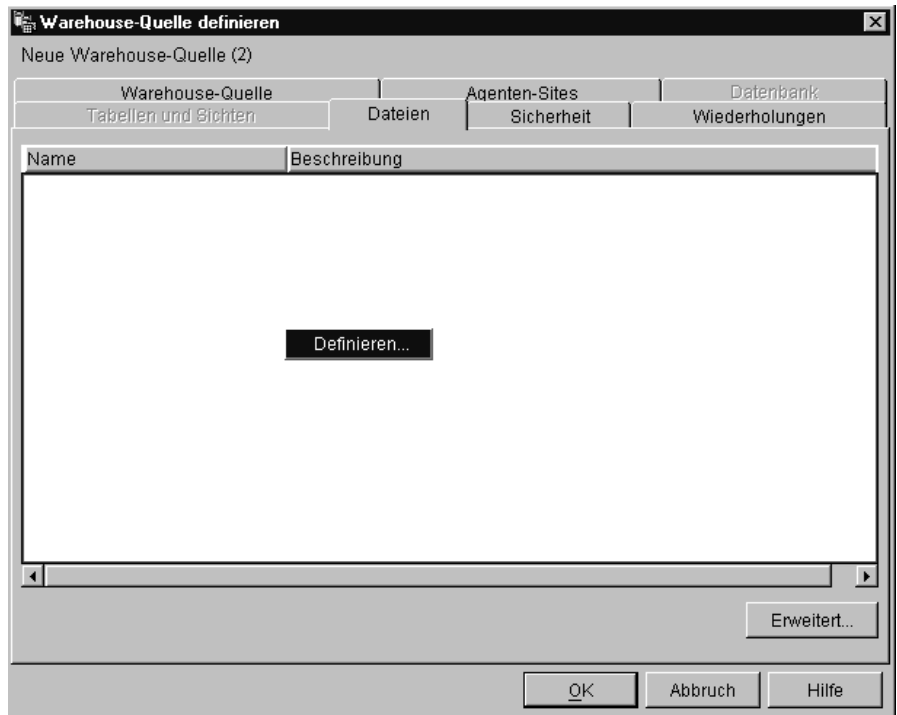 Warehouse-Quelle definieren
Neue Warehouse-Quelle (2)
Warehouse-Quelle Agenten-Sites Datenbank
Tabellen und Sichten Dateien Sicherheit Wiederholungen
Name Beschreibung
Definieren...
Erweitert...
OK Abbruch Hilfe